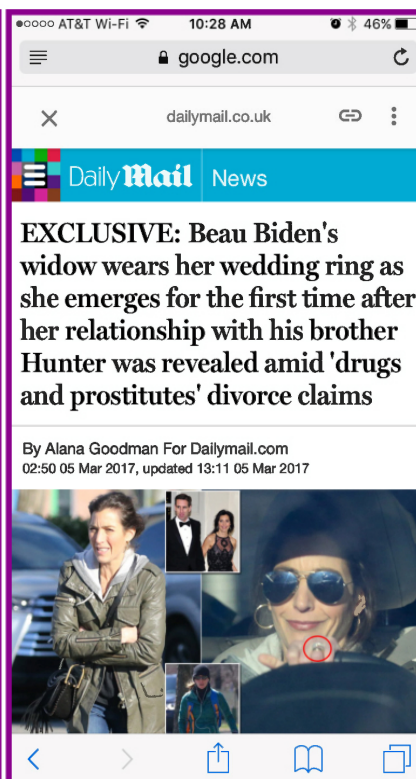 AT&T Wi-Fi 10:28 AM 46%
google.com
dailymail.co.uk
Daily Mail News
EXCLUSIVE: Beau Biden's
widow wears her wedding ring as
she emerges for the first time after
her relationship with his brother
Hunter was revealed amid 'drugs
and prostitutes' divorce claims
By Alana Goodman For Dailymail.com
02:50 05 Mar 2017, updated 13:11 05 Mar 2017